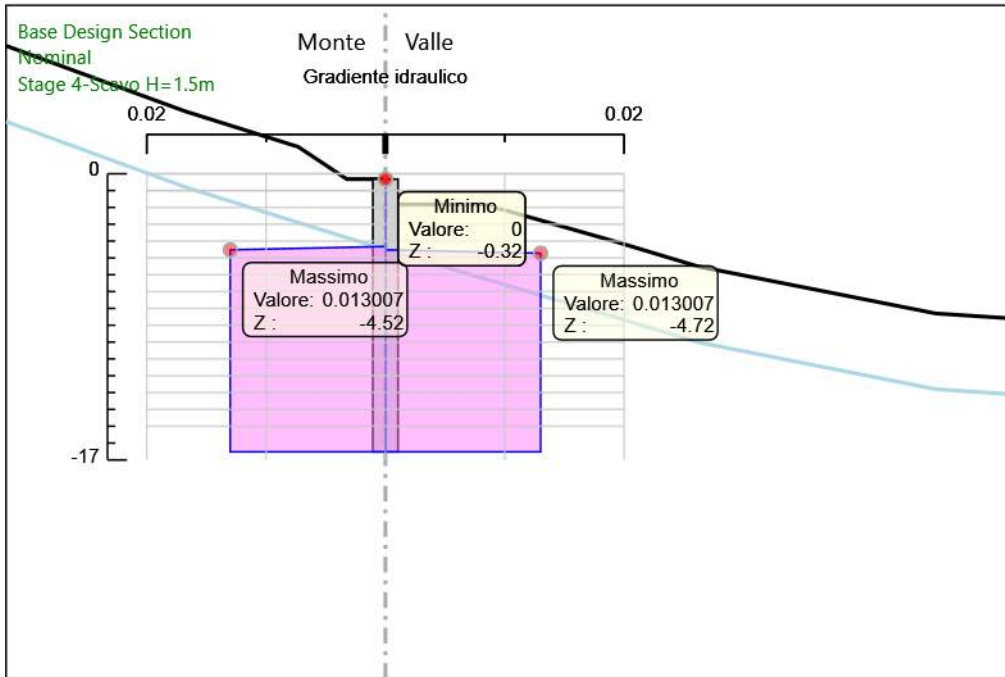 Base Design Section
Nominal
Stage 4-Scavo H=1.5m
Monte Valle
Gradiente idraulico
0.02 0.02
0
Minimo
Valore: 0
Z : -0.32
Massimo
Valore: 0.013007
Z : -4.52
Massimo
Valore: 0.013007
Z : -4.72
-17